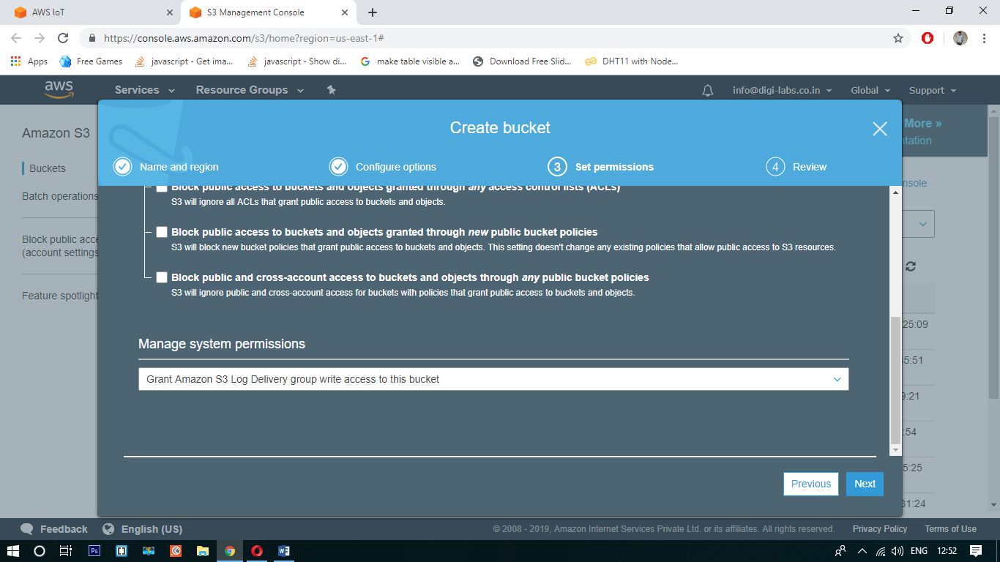 AWS IoT
S3 Management Console
https://console.aws.amazon.com/s3/home?region=us-east-1#
Apps
Free Games
javascript - Get ima...
javascript - Show di...
make table visible a...
Download Free Slid...
DHT11 with Node...
aws
Services
Resource Groups
info@digi-labs.co.in
Global
Support
Create bucket
More »
ntation
Amazon S3
Name and region
Configure options
3 Set permissions
4 Review
Buckets
Batch operations
Block public acce
(account settings
Feature spotlight
nsole
Block public access to buckets and objects granted through any access control lists (ACLs)
S3 will ignore all ACLs that grant public access to buckets and objects.
Block public access to buckets and objects granted through new public bucket policies
S3 will block new bucket policies that grant public access to buckets and objects. This setting doesn't change any existing policies that allow public access to S3 resources.
Block public and cross-account access to buckets and objects through any public bucket policies
S3 will ignore public and cross-account access for buckets with policies that grant public access to buckets and objects.
Manage system permissions
Grant Amazon S3 Log Delivery group write access to this bucket
:25:09
45:51
9:21
:54
5:25
31:24
Previous
Next
Feedback
English (US)
© 2008 - 2019, Amazon Internet Services Private Ltd. or its affiliates. All rights reserved.
Privacy Policy
Terms of Use
Ps
ENG
12:52